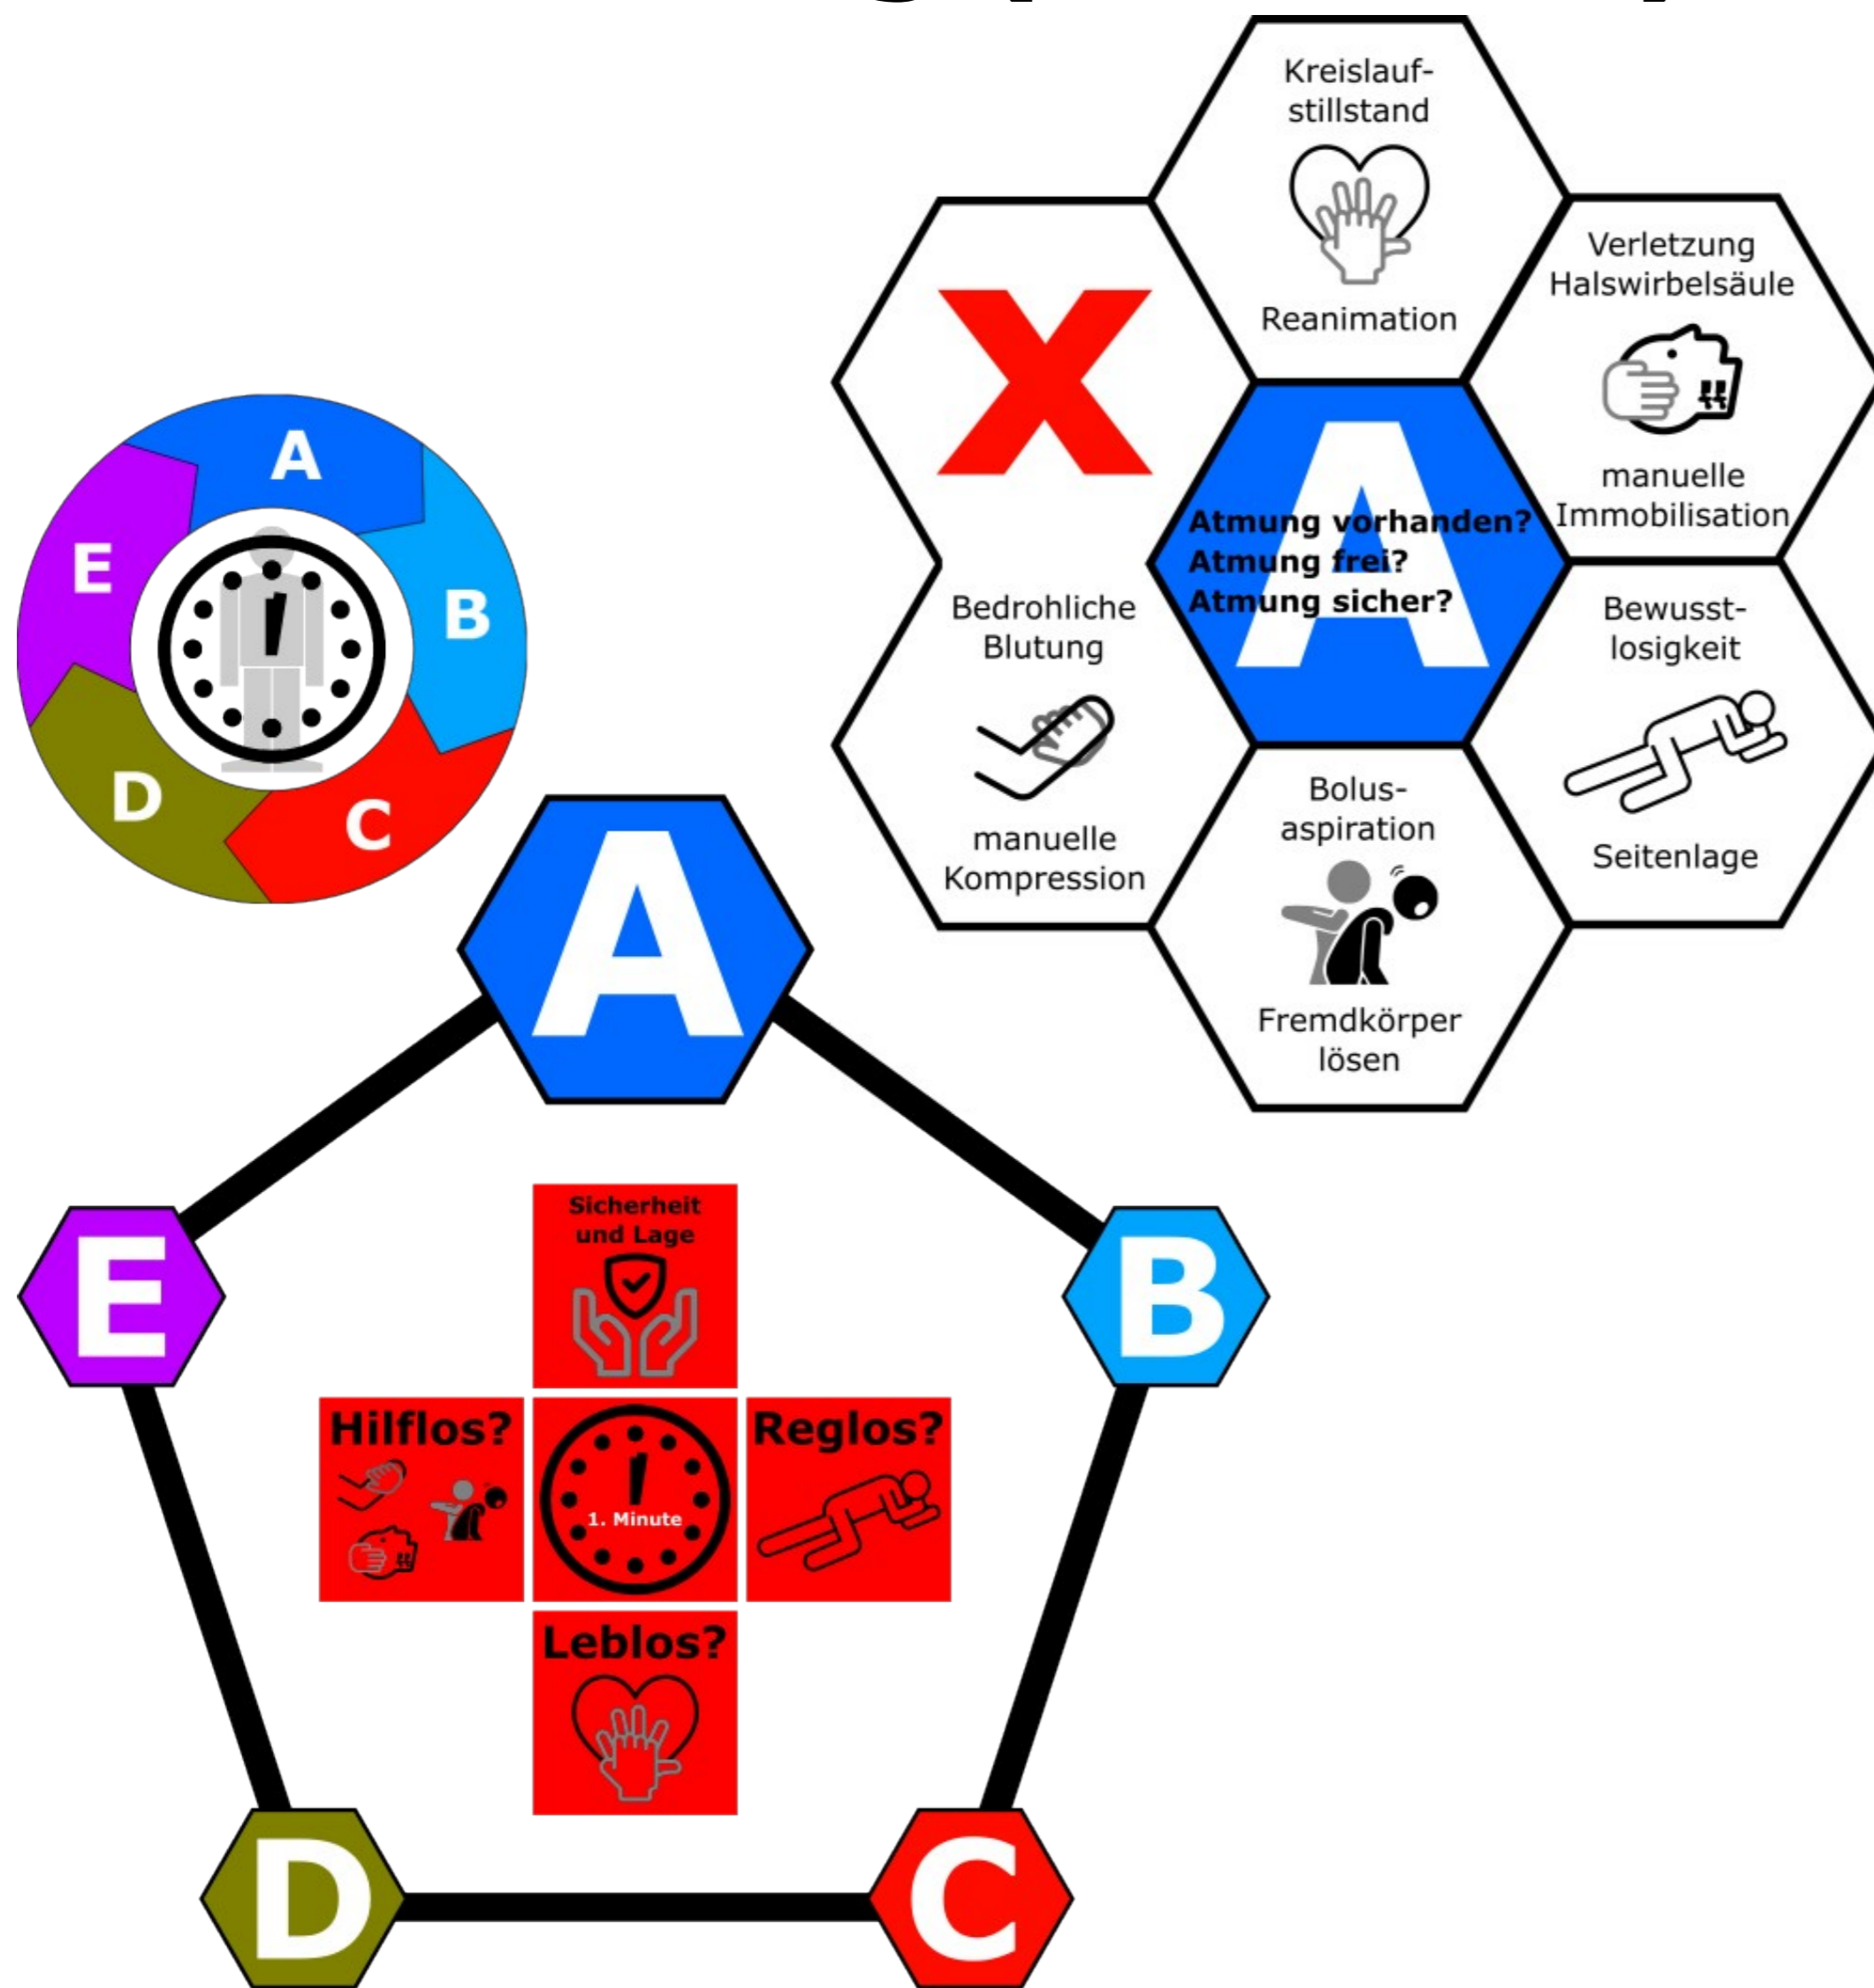 Kreislauf-
stillstand
Reanimation
Verletzung
Halswirbelsäule
manuelle
Immobilisation
X
Bedrohliche
Blutung
manuelle
Kompression
A
Atmung vorhanden?
Atmung frei?
Atmung sicher?
Bewusst-
losigkeit
Seitenlage
Bolus-
aspiration
Fremdkörper
lösen
A
B
C
D
E
A
B
C
D
E
Sicherheit
und Lage
Hilflos?
1. Minute
Reglos?
Leblos?